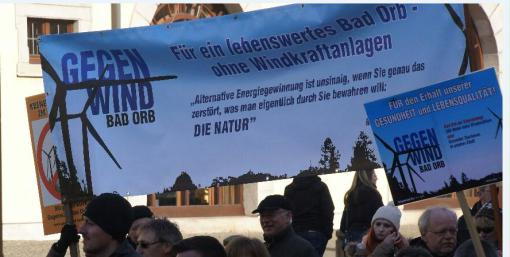 Für ein lebenswertes Bad Orb -
ohne Windkraftanlagen
GEGEN
WIND
BAD ORB
„Alternative Energiegewinnung ist unsinnig, wenn Sie genau das
zerstört, was man eigentlich durch Sie bewahren will:
DIE NATUR”
FÜR den Erhalt unserer
GESUNDHEIT und LEBENSQUALITÄT!
GEGEN
WIND
BAD ORB